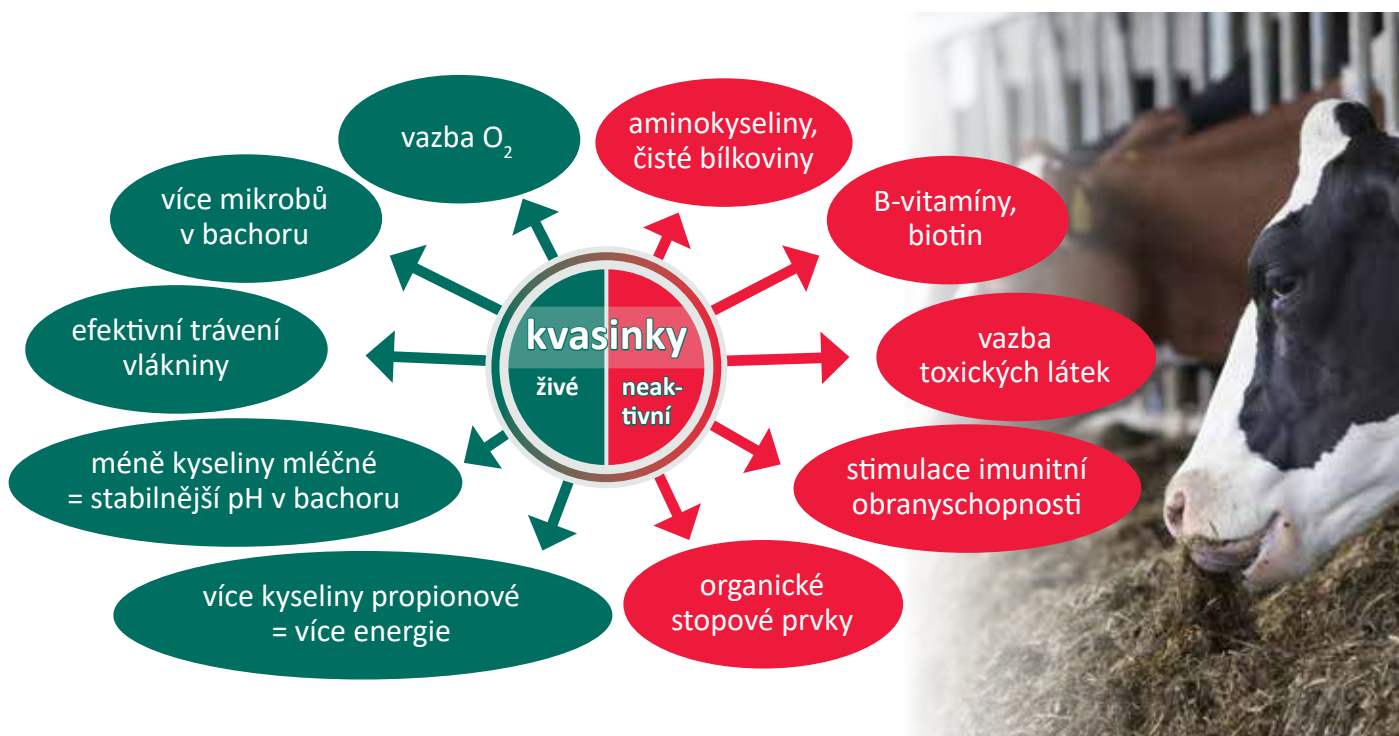 vazba O₂
aminokyseliny,
čisté bílkoviny
více mikrobů
v bachoru
B-vitamíny,
biotin
efektivní trávení
vlákniny
kvasinky
živé
neak-
tivní
vazba
toxických látek
méně kyseliny mléčné
= stabilnější pH v bachoru
stimulace imunitní
obranyschopnosti
více kyseliny propionové
= více energie
organické
stopové prvky